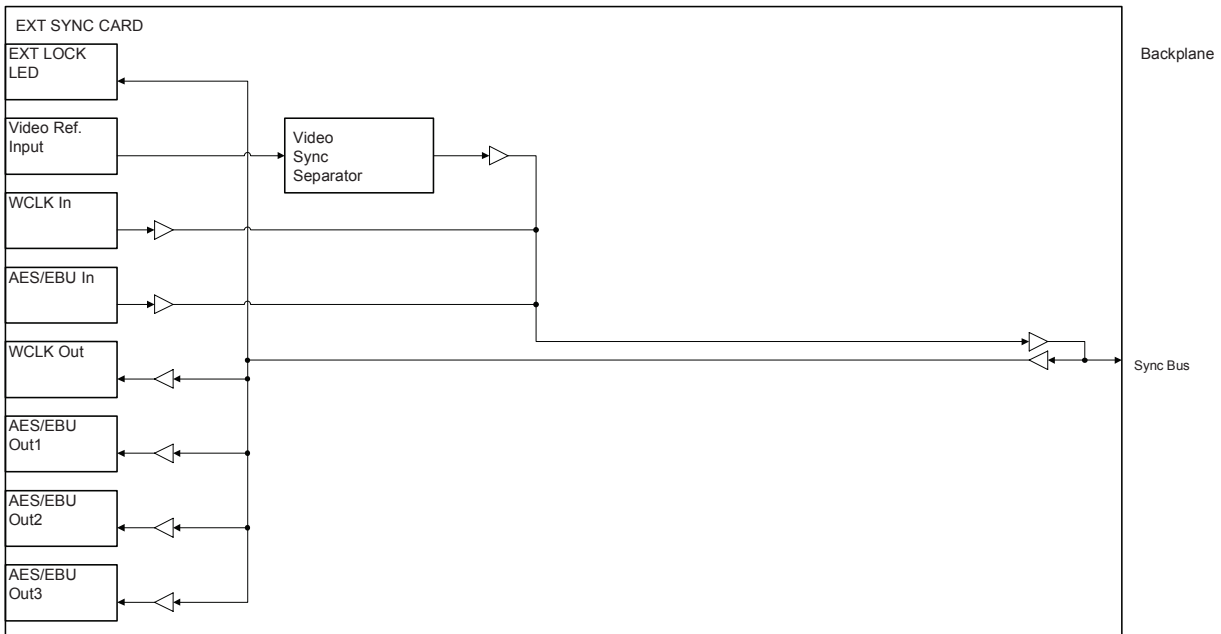 EXT SYNC CARD
EXT LOCK
LED
Backplane
Video Ref.
Input
Video
Sync
Separator
WCLK In
AES/EBU In
WCLK Out
Sync Bus
AES/EBU
Out1
AES/EBU
Out2
AES/EBU
Out3